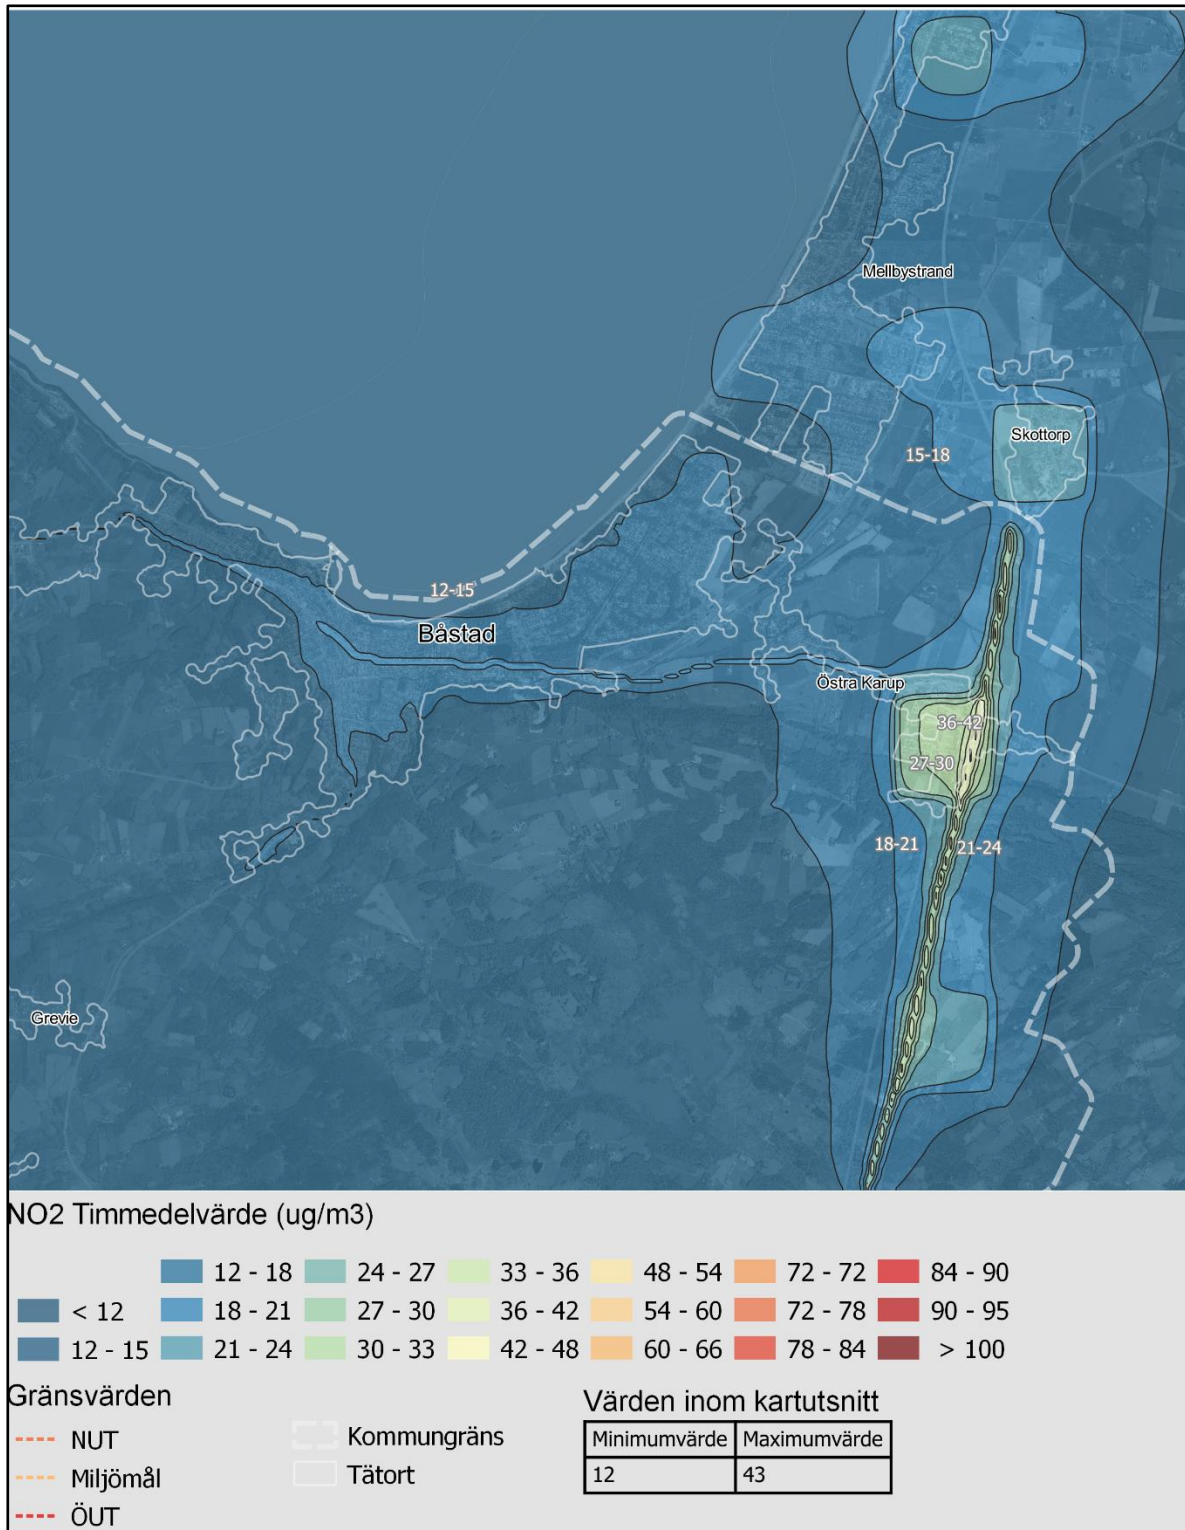 Mellbystrand
Skottorp
15-18
12-15
Båstad
Östra Karup
36-42
27-30
18-21
21-24
Grevie
NO2 Timmedelvärde (ug/m3)
12 - 18 24 - 27 33 - 36 48 - 54 72 - 72 84 - 90
< 12 18 - 21 27 - 30 36 - 42 54 - 60 72 - 78 90 - 95
12 - 15 21 - 24 30 - 33 42 - 48 60 - 66 78 - 84 > 100
Gränsvärden
NUT
Miljömål
ÖUT
Kommungräns
Tätort
Värden inom kartutsnitt
Minimumvärde Maximumvärde
12 43